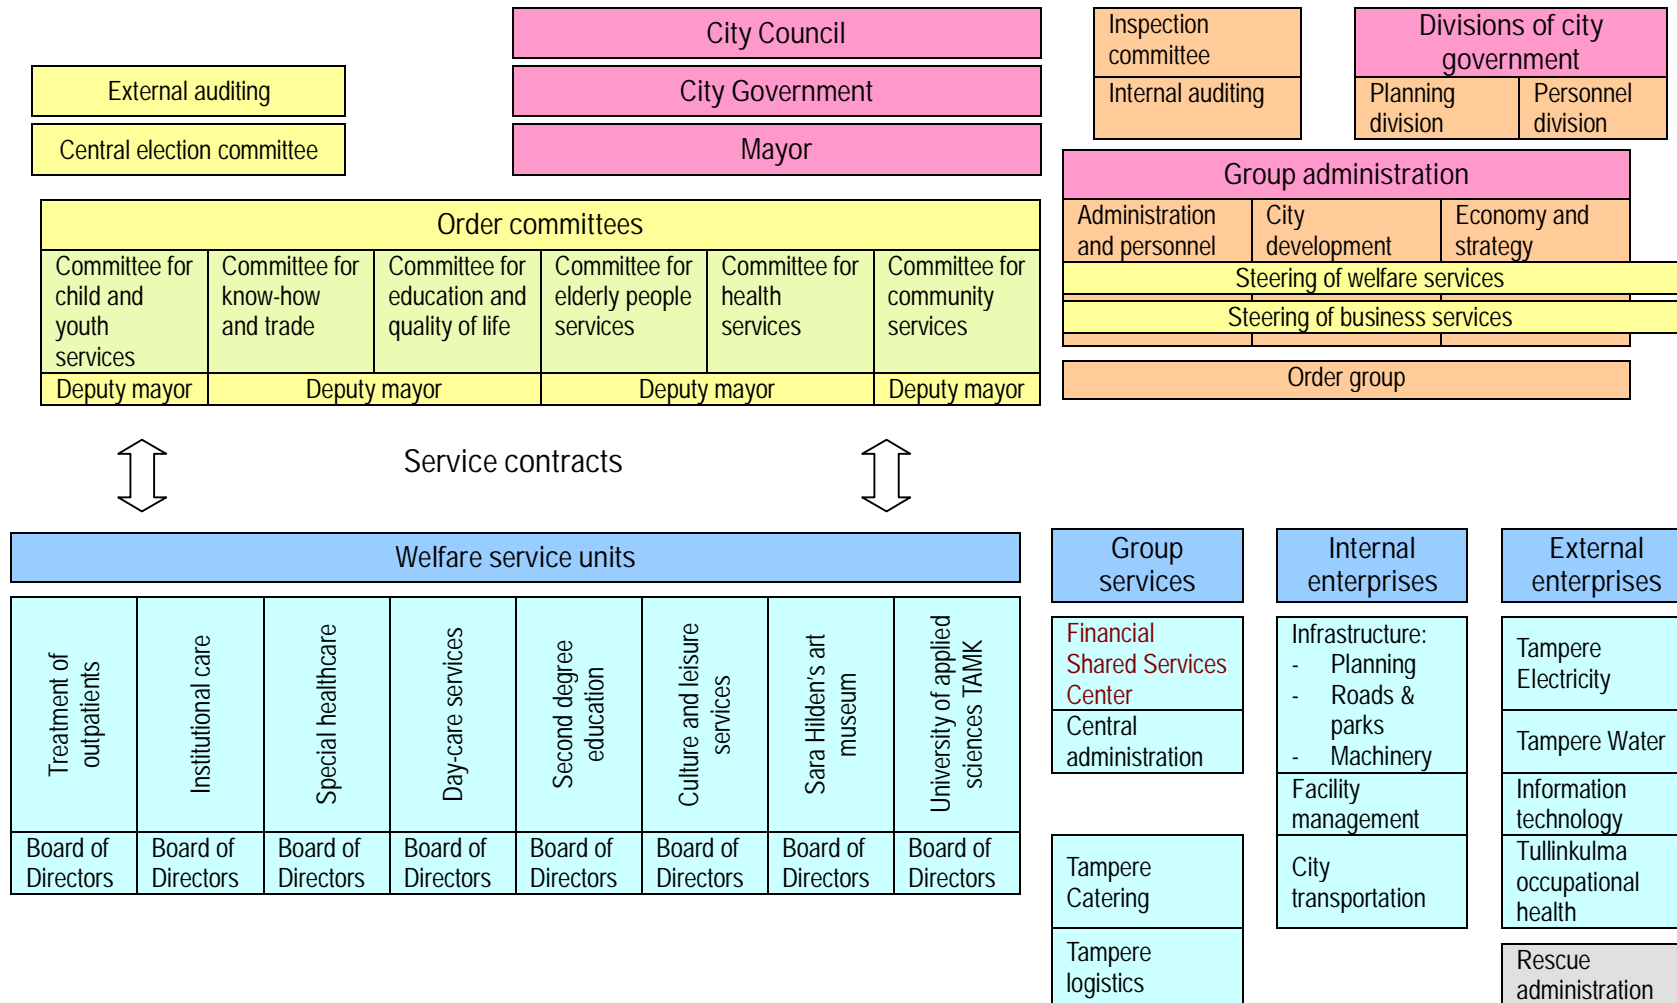 City Council
City Government
Mayor
External auditing
Central election committee
Inspection
committee
Internal auditing
Divisions of city
government
Planning
division
Personnel
division
Group administration
Administration
and personnel
City
development
Economy and
strategy
Steering of welfare services
Steering of business services
Order group
Order committees
Committee for
child and
youth
services
Committee for
know-how
and trade
Committee for
education and
quality of life
Committee for
elderly people
services
Committee for
health
services
Committee for
community
services
Deputy mayor
Deputy mayor
Deputy mayor
Deputy mayor
Service contracts
Welfare service units
Treatment of
outpatients
Institutional care
Special healthcare
Day-care services
Second degree
education
Culture and leisure
services
Sara Hilden's art
museum
University of applied
sciences TAMK
Board of
Directors
Board of
Directors
Board of
Directors
Board of
Directors
Board of
Directors
Board of
Directors
Board of
Directors
Board of
Directors
Group
services
Financial
Shared Services
Center
Central
administration
Tampere
Catering
Tampere
logistics
Internal
enterprises
Infrastructure:
- Planning
- Roads &
parks
- Machinery
Facility
management
City
transportation
External
enterprises
Tampere
Electricity
Tampere Water
Information
technology
Tullinkulma
occupational
health
Rescue
administration